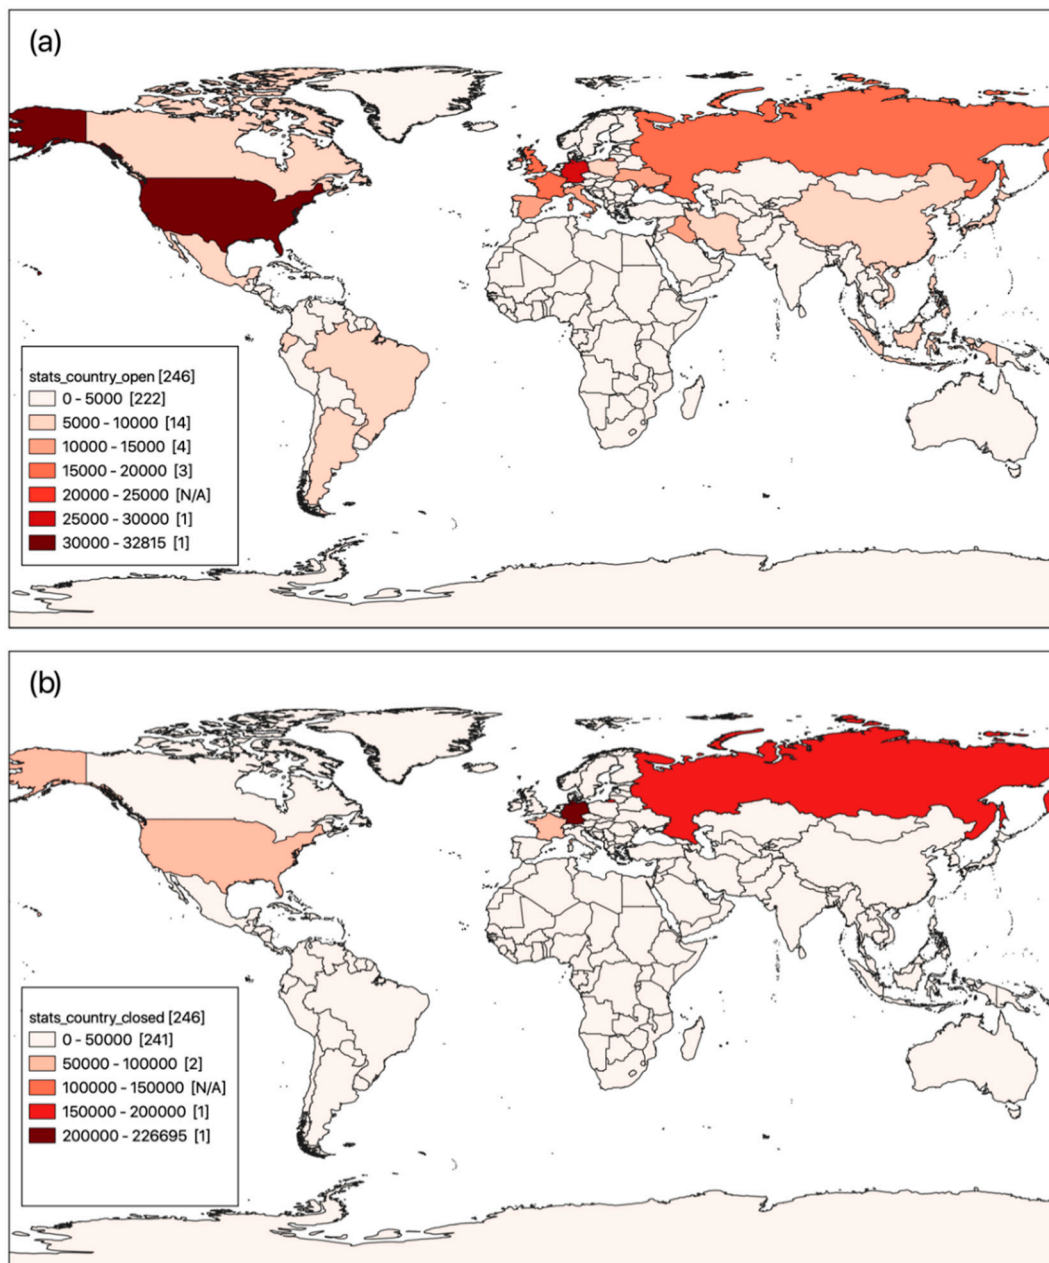 (a)
stats_country_open [246]
0 - 5000 [222]
5000 - 10000 [14]
10000 - 15000 [4]
15000 - 20000 [3]
20000 - 25000 [N/A]
25000 - 30000 [1]
30000 - 32815 [1]
(b)
stats_country_closed [246]
0 - 50000 [241]
50000 - 100000 [2]
100000 - 150000 [N/A]
150000 - 200000 [1]
200000 - 226695 [1]